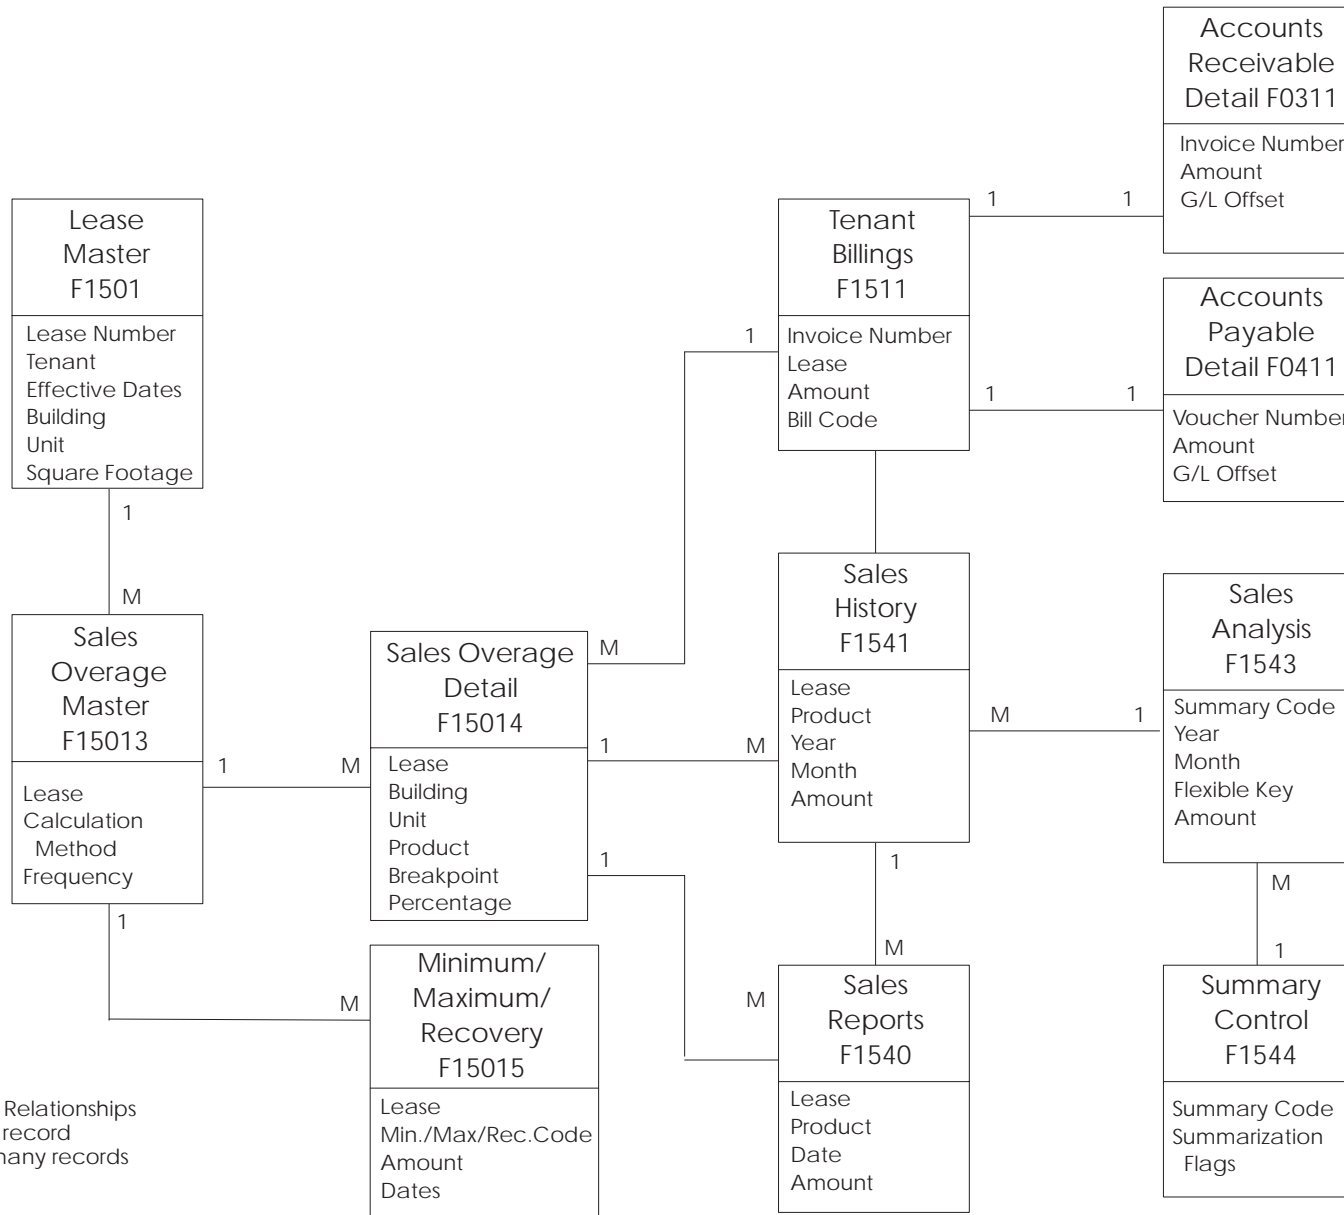 Accounts
Receivable
Detail F0311
Invoice Number
Amount
G/L Offset
Lease
Master
F1501
Lease Number
Tenant
Effective Dates
Building
Unit
Square Footage
1
M
Tenant
Billings
F1511
Invoice Number
Lease
Amount
Bill Code
1
1
1
1
1
Accounts
Payable
Detail F0411
Voucher Number
Amount
G/L Offset
Sales
Overage
Master
F15013
Lease
Calculation
Method
Frequency
1
M
1
M
Sales Overage
Detail
F15014
Lease
Building
Unit
Product
Breakpoint
Percentage
M
1
M
1
M
Sales
History
F1541
Lease
Product
Year
Month
Amount
M
1
1
M
Sales
Analysis
F1543
Summary Code
Year
Month
Flexible Key
Amount
M
1
Minimum/
Maximum/
Recovery
F15015
Lease
Min./Max/Rec.Code
Amount
Dates
Sales
Reports
F1540
Lease
Product
Date
Amount
Summary
Control
F1544
Summary Code
Summarization
Flags
Relationships
record
many records